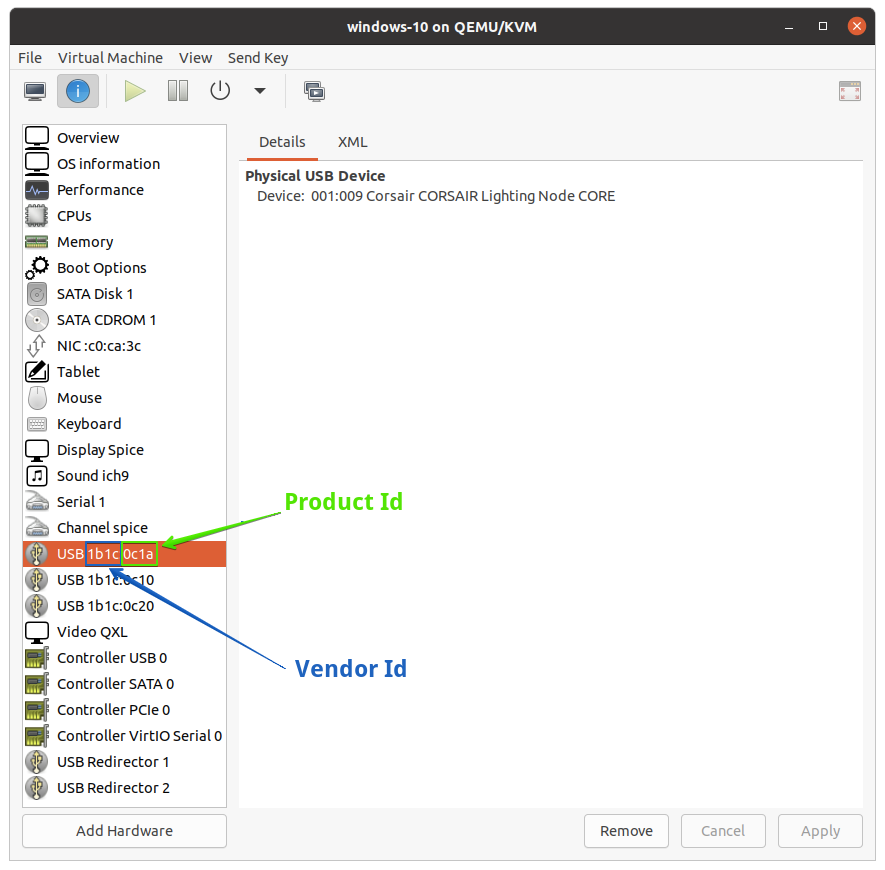 windows-10 on QEMU/KVM
File Virtual Machine View Send Key
Details XML
Physical USB Device
Device: 001:009 Corsair CORSAIR Lighting Node CORE
Overview
OS information
Performance
CPUs
Memory
Boot Options
SATA Disk 1
SATA CDROM 1
NIC :c0:ca:3c
Tablet
Mouse
Keyboard
Display Spice
Sound ich9
Serial 1
Channel spice
USB 1b1c:0c1a
USB 1b1c:0c10
USB 1b1c:0c20
Video QXL
Controller USB 0
Controller SATA 0
Controller PCIe 0
Controller VirtIO Serial 0
USB Redirector 1
USB Redirector 2
Product Id
Vendor Id
Add Hardware
Remove Cancel Apply